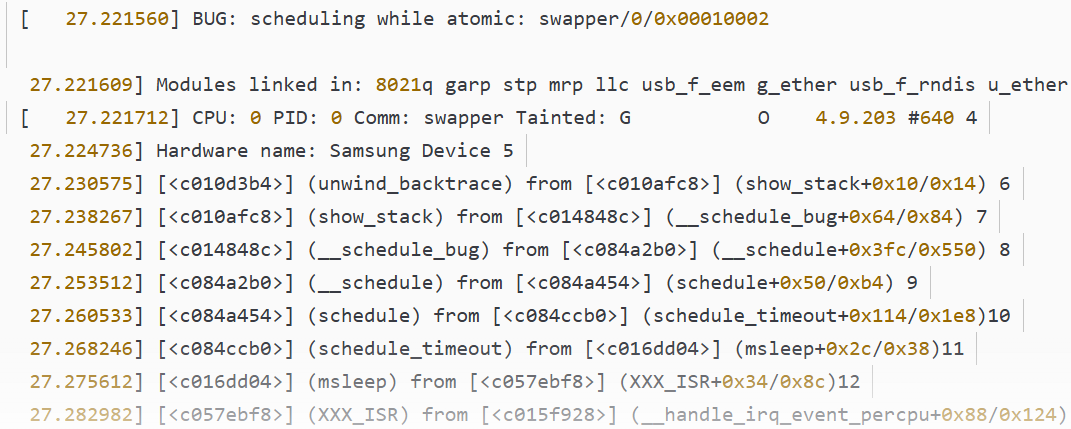 [   27.221560] BUG: scheduling while atomic: swapper/0/0x00010002
27.221609] Modules linked in: 8021q garp stp mrp llc usb_f_eem g_ether usb_f_rndis u_ether
[   27.221712] CPU: 0 PID: 0 Comm: swapper Tainted: G           O    4.9.203 #640 4
27.224736] Hardware name: Samsung Device 5
27.230575] [<c010d3b4>] (unwind_backtrace) from [<c010afc8>] (show_stack+0x10/0x14) 6
27.238267] [<c010afc8>] (show_stack) from [<c014848c>] (__schedule_bug+0x64/0x84) 7
27.245802] [<c014848c>] (__schedule_bug) from [<c084a2b0>] (__schedule+0x3fc/0x550) 8
27.253512] [<c084a2b0>] (__schedule) from [<c084a454>] (schedule+0x50/0xb4) 9
27.260533] [<c084a454>] (schedule) from [<c084ccb0>] (schedule_timeout+0x114/0x1e8)10
27.268246] [<c084ccb0>] (schedule_timeout) from [<c016dd04>] (msleep+0x2c/0x38)11
27.275612] [<c016dd04>] (msleep) from [<c057ebf8>] (XXX_ISR+0x34/0x8c)12
27.282982] [<c057ebf8>] (XXX_ISR) from [<c015f928>] (__handle_irq_event_percpu+0x88/0x124)